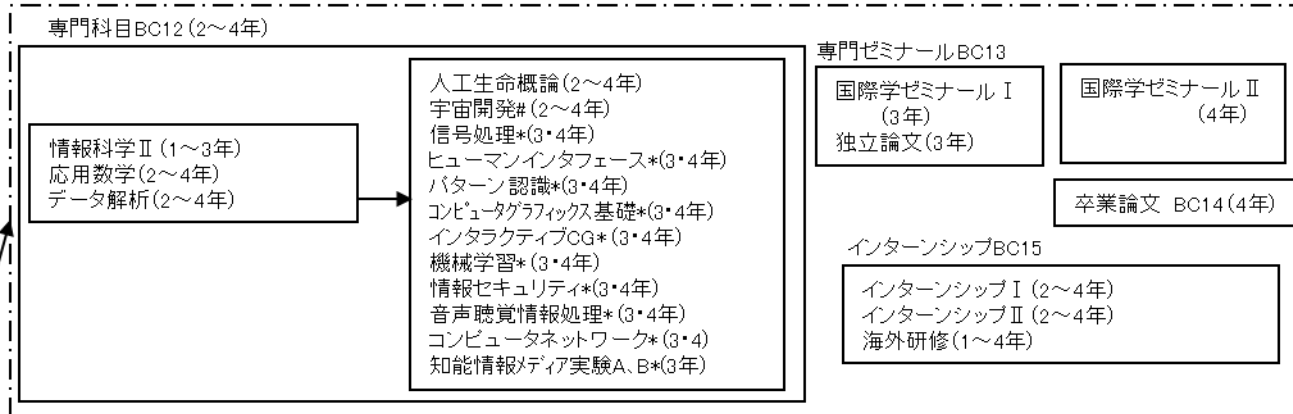 専門科目BC12(2～4年)
情報科学Ⅱ(1～3年)
応用数学(2～4年)
データ解析(2～4年)
人工生命概論(2～4年)
宇宙開発#(2～4年)
信号処理*(3・4年)
ヒューマンインタフェース*(3・4年)
パターン認識*(3・4年)
コンピュータグラフィックス基礎*(3・4年)
インタラクティブCG*(3・4年)
機械学習*(3・4年)
情報セキュリティ*(3・4年)
音声聴覚情報処理*(3・4年)
コンピュータネットワーク*(3・4)
知能情報メディア実験A、B*(3年)
専門ゼミナールBC13
国際学ゼミナールⅠ
(3年)
独立論文(3年)
国際学ゼミナールⅡ
(4年)
卒業論文 BC14(4年)
インターンシップBC15
インターンシップⅠ(2～4年)
インターンシップⅡ(2～4年)
海外研修(1～4年)